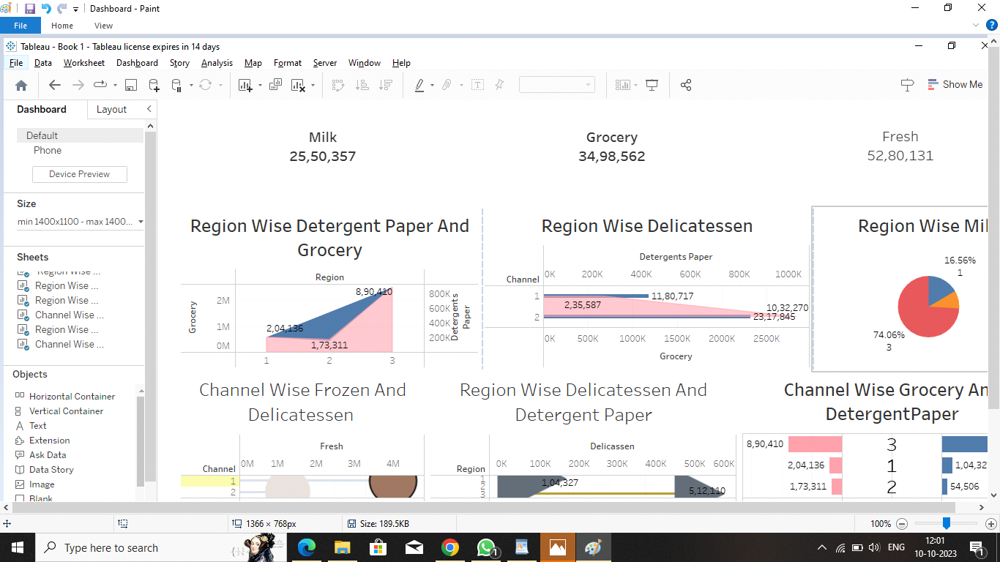 Dashboard - Paint
File Home View
Tableau - Book 1 - Tableau license expires in 14 days
File Data Worksheet Dashboard Story Analysis Map Format Server Window Help
Show Me
Dashboard Layout
Default
Phone
Device Preview
Size
min 1400x1100 - max 1400...
Sheets
Region Wise ...
Region Wise ...
Region Wise ...
Channel Wise ...
Region Wise ...
Channel Wise ...
Objects
Horizontal Container
Vertical Container
Text
Extension
Ask Data
Data Story
Image
Blank
Milk
25,50,357
Grocery
34,98,562
Fresh
52,80,131
Region Wise Detergent Paper And
Grocery
Region
Grocery
2M
1M
0M
8,90,410
2,04,136
1,73,311
800K
600K
400K
200K
Detergents
Paper
1 2 3
Region Wise Delicatessen
Detergents Paper
Channel
0K 200K 400K 600K 800K 1000K
1
2
11,80,717
2,35,587
10,32,270
23,17,845
0K 500K 1000K 1500K 2000K 2500K
Grocery
Region Wise Mil
16.56%
1
74.06%
3
Channel Wise Frozen And
Delicatessen
Fresh
Channel
0M 1M 2M 3M 4M
1
2
Region Wise Delicatessen And
Detergent Paper
Delicassen
Region
0K 100K 200K 300K 400K 500K 600K
1
2
3
1,04,327
5,12,110
Channel Wise Grocery An
DetergentPaper
8,90,410 3
2,04,136 1 1,04,327
1,73,311 2 54,506
1366 × 768px
Size: 189.5KB
100%
Type here to search
1
ENG
12:01
10-10-2023
1